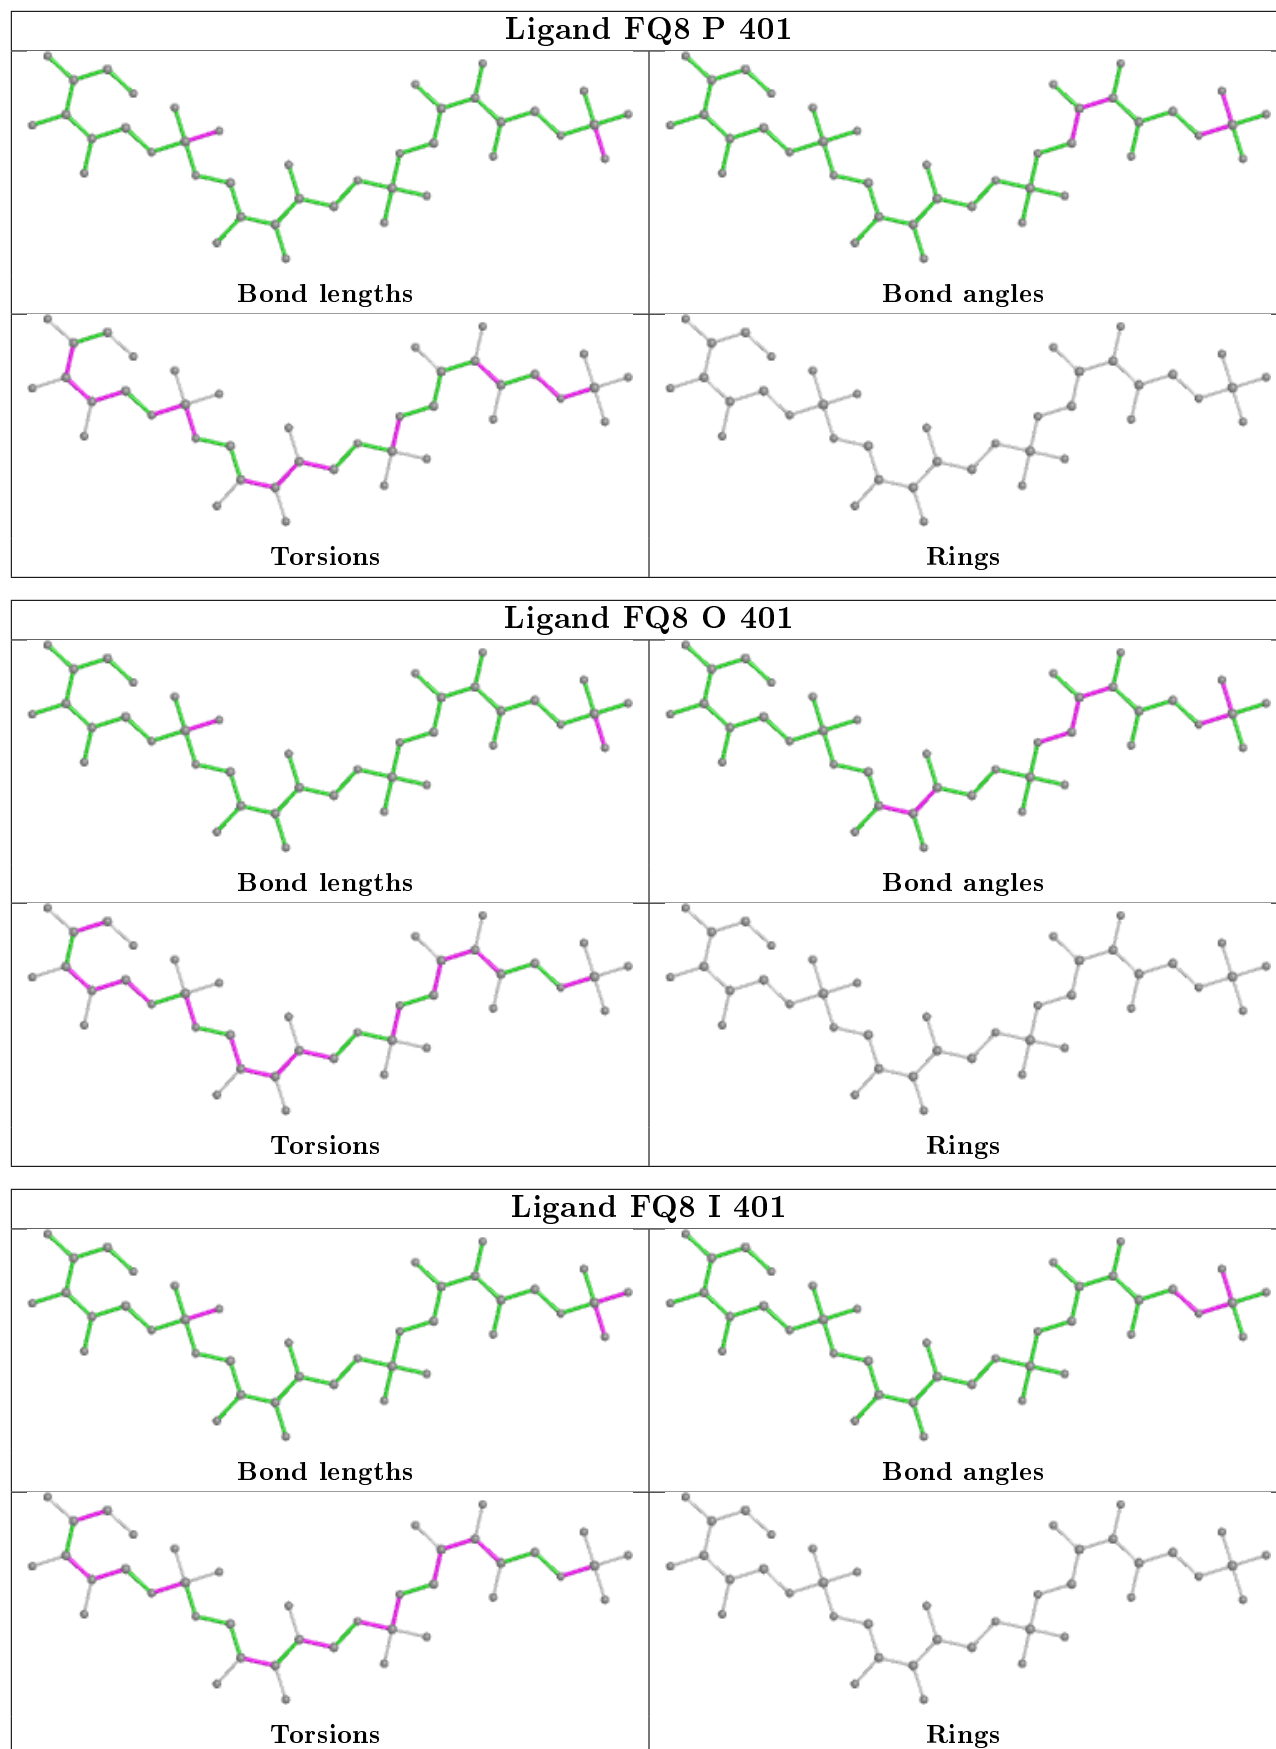 Ligand FQ8 P 401
Bond lengths
Bond angles
Torsions
Rings
Ligand FQ8 O 401
Bond lengths
Bond angles
Torsions
Rings
Ligand FQ8 I 401
Bond lengths
Bond angles
Torsions
Rings